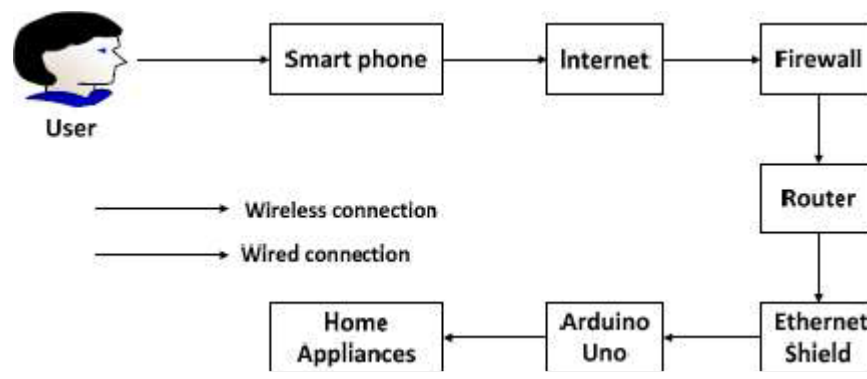 Smart phone
Internet
Firewall
User
Router
Wireless connection
Wired connection
Home
Appliances
Arduino
Uno
Ethernet
Shield